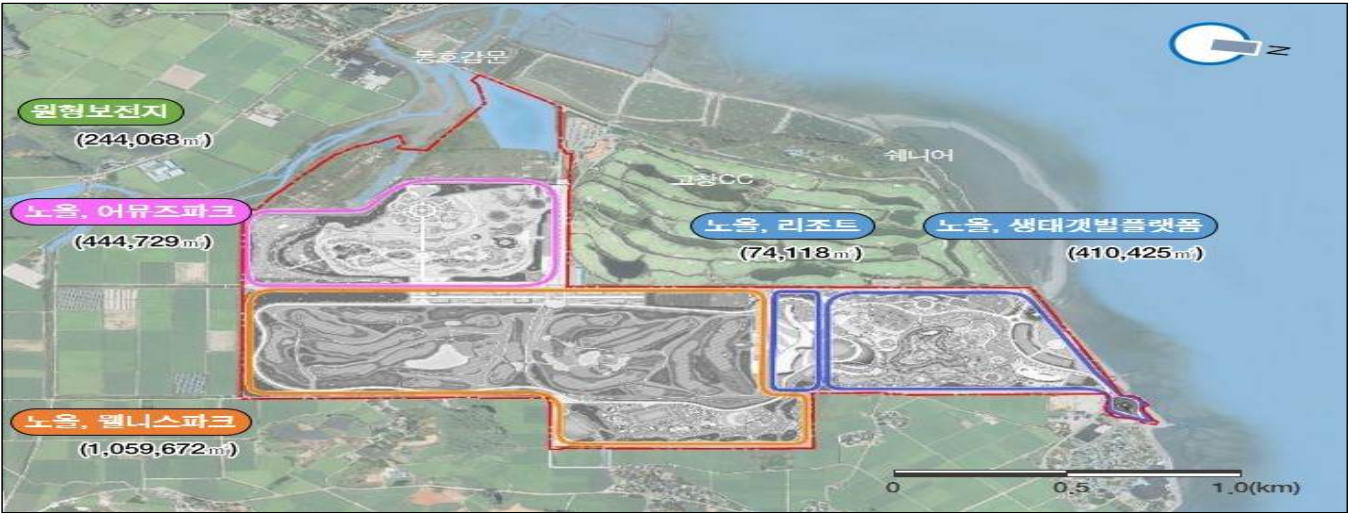 동호갑문
N
원형보전지
(244,068㎡)
쉐니어
고창CC
노을, 어뮤즈파크
(444,729㎡)
노을, 리조트
(74,118㎡)
노을, 생태갯벌플랫폼
(410,425㎡)
노을, 웰니스파크
(1,059,672㎡)
0 0.5 1.0(km)